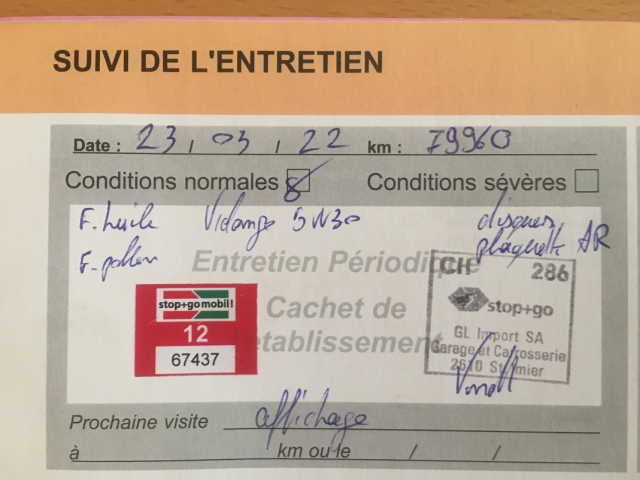 SUIVI DE L'ENTRETIEN
Date : 23 / 03 / 22 km : 79960
Conditions normales Conditions sévères
F. huile Vidange 5W30 disques
F. pollen plaquette AR
Entretien Périodique
Cachet de
établissement
stop+go mobil!
12
67437
CH 286
stop+go
GL Import SA
Garage et Carrosserie
2610 St-Imier
Prochaine visite affichage
à km ou le / /